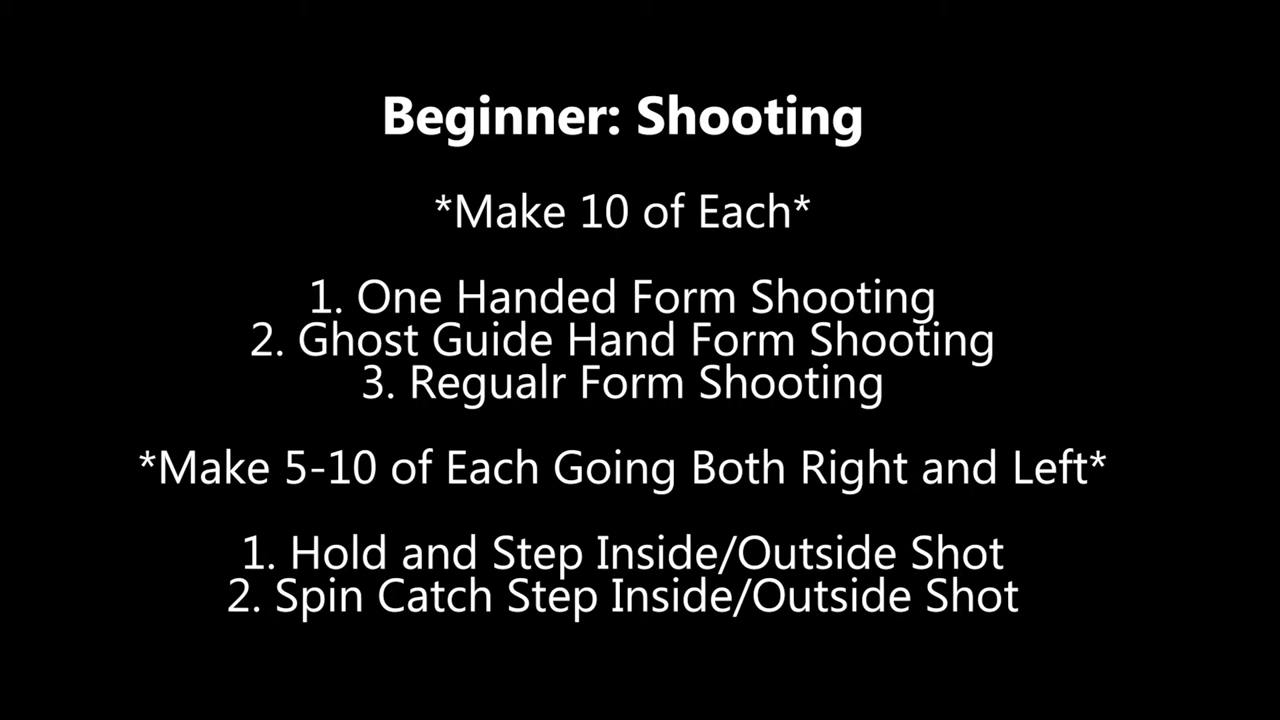 Beginner: Shooting
*Make 10 of Each*
1. One Handed Form Shooting
2. Ghost Guide Hand Form Shooting
3. Regualr Form Shooting
*Make 5-10 of Each Going Both Right and Left*
1. Hold and Step Inside/Outside Shot
2. Spin Catch Step Inside/Outside Shot